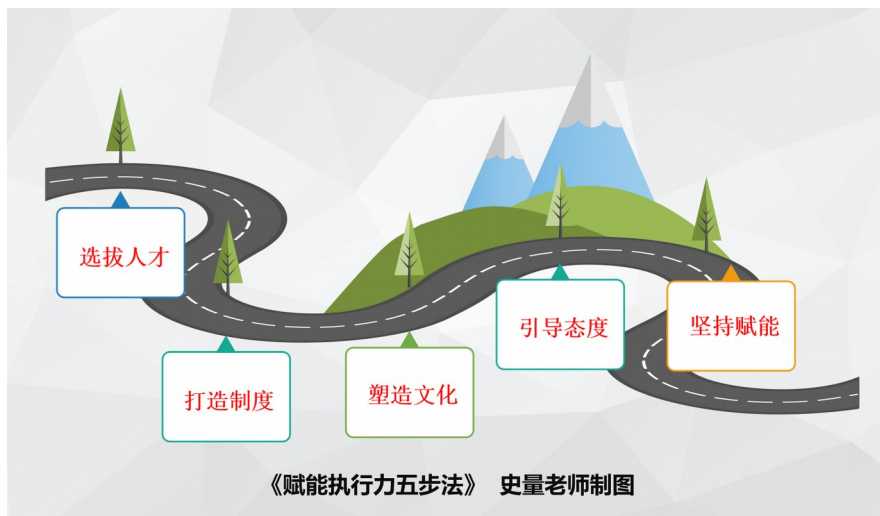 选拔人才
打造制度
塑造文化
引导态度
坚持赋能
《赋能执行力五步法》 史量老师制图